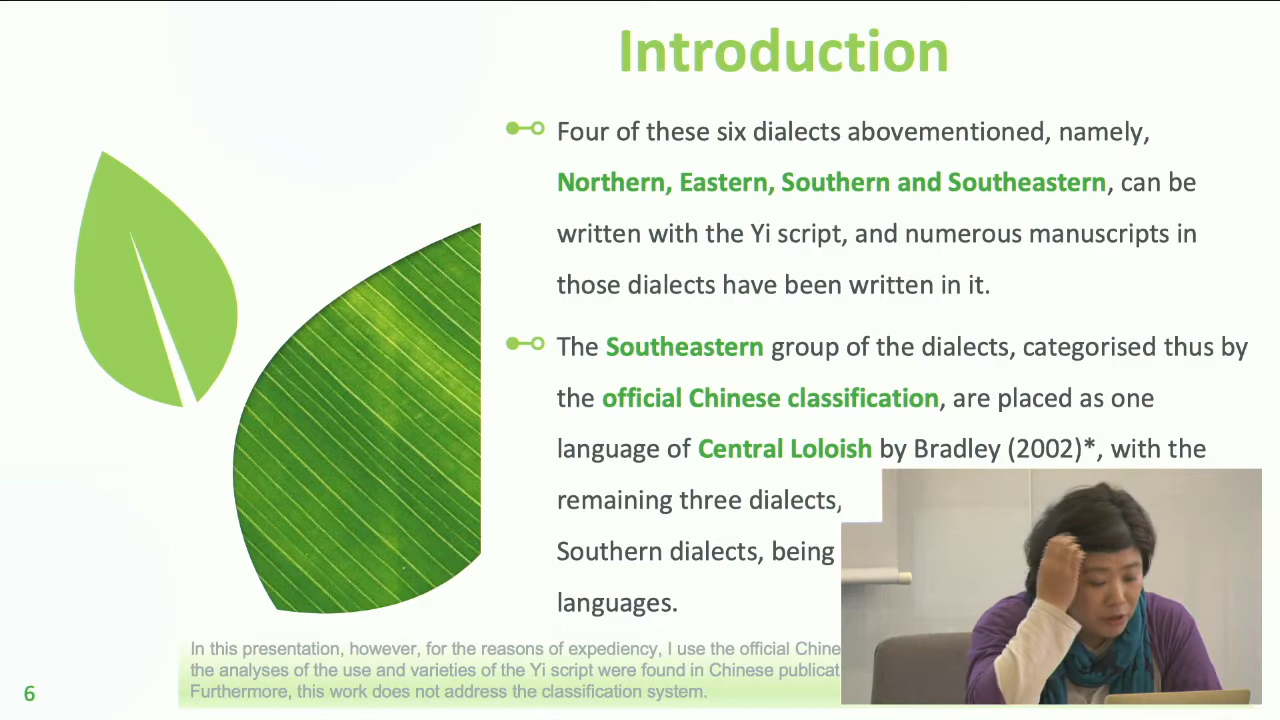 Introduction
Four of these six dialects abovementioned, namely,
Northern, Eastern, Southern and Southeastern, can be
written with the Yi script, and numerous manuscripts in
those dialects have been written in it.
The Southeastern group of the dialects, categorised thus by
the official Chinese classification, are placed as one
language of Central Loloish by Bradley (2002)*, with the
remaining three dialects,
Southern dialects, being
languages.
In this presentation, however, for the reasons of expediency, I use the official
the analyses of the use and varieties of the Yi script were found in Chinese
Furthermore, this work does not address the classification system.
6